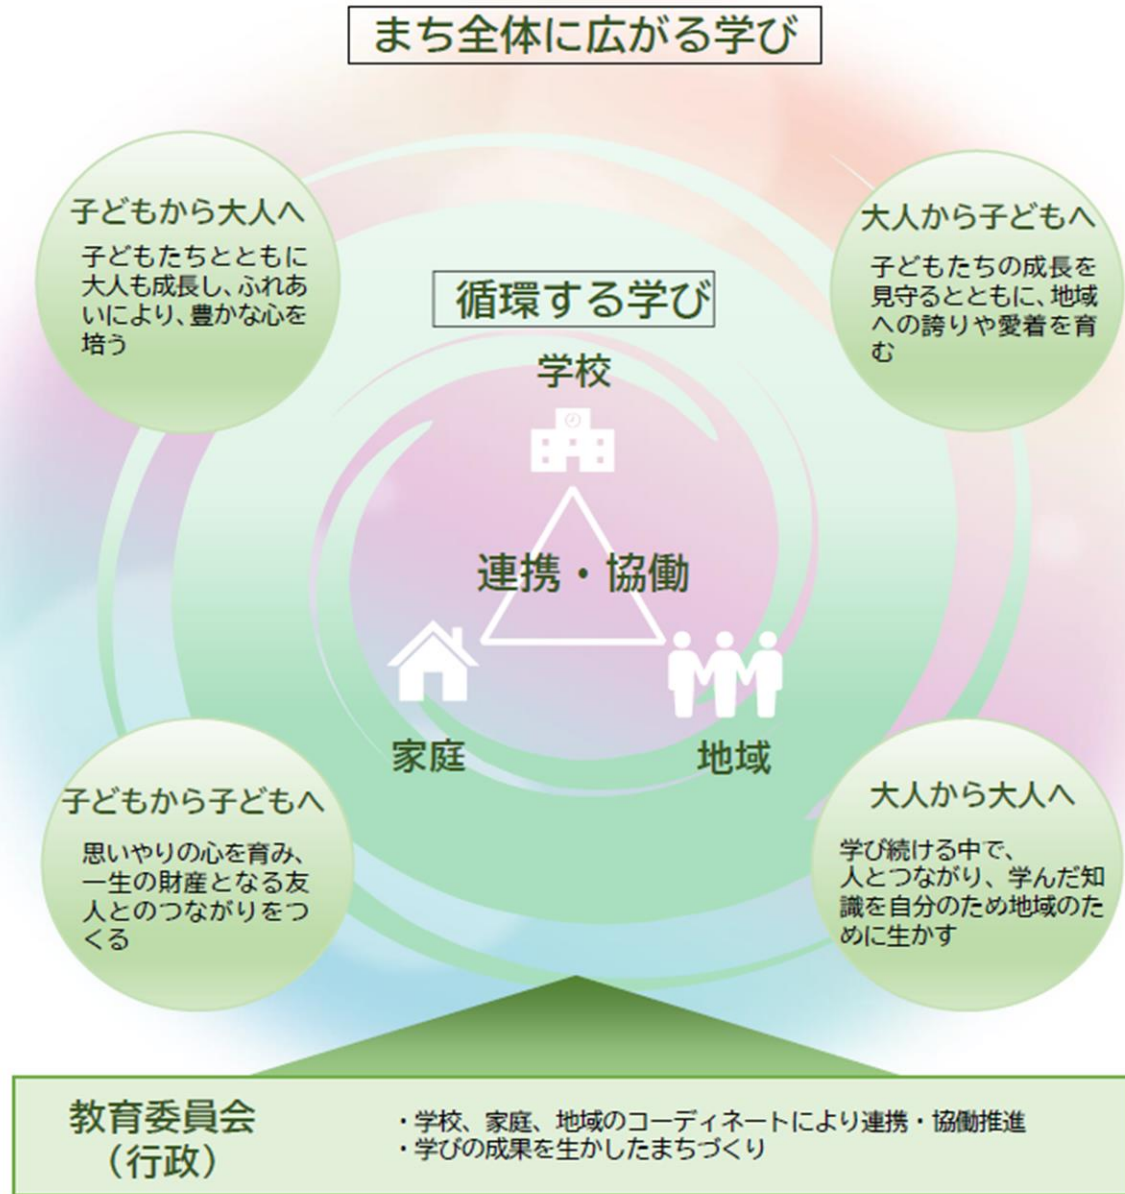 まち全体に広がる学び
子どもから大人へ
子どもたちとともに
大人も成長し、ふれあ
いにより、豊かな心を
培う
大人から子どもへ
子どもたちの成長を
見守るとともに、地域
への誇りや愛着を育
む
循環する学び
学校
連携・協働
家庭
地域
子どもから子どもへ
思いやりの心を育み、
一生の財産となる友
人とのつながりをつ
くる
大人から大人へ
学び続ける中で、
人とつながり、学んだ知
識を自分のため地域のた
めに生かす
教育委員会
（行政）
・学校、家庭、地域のコーディネートにより連携・協働推進
・学びの成果を生かしたまちづくり